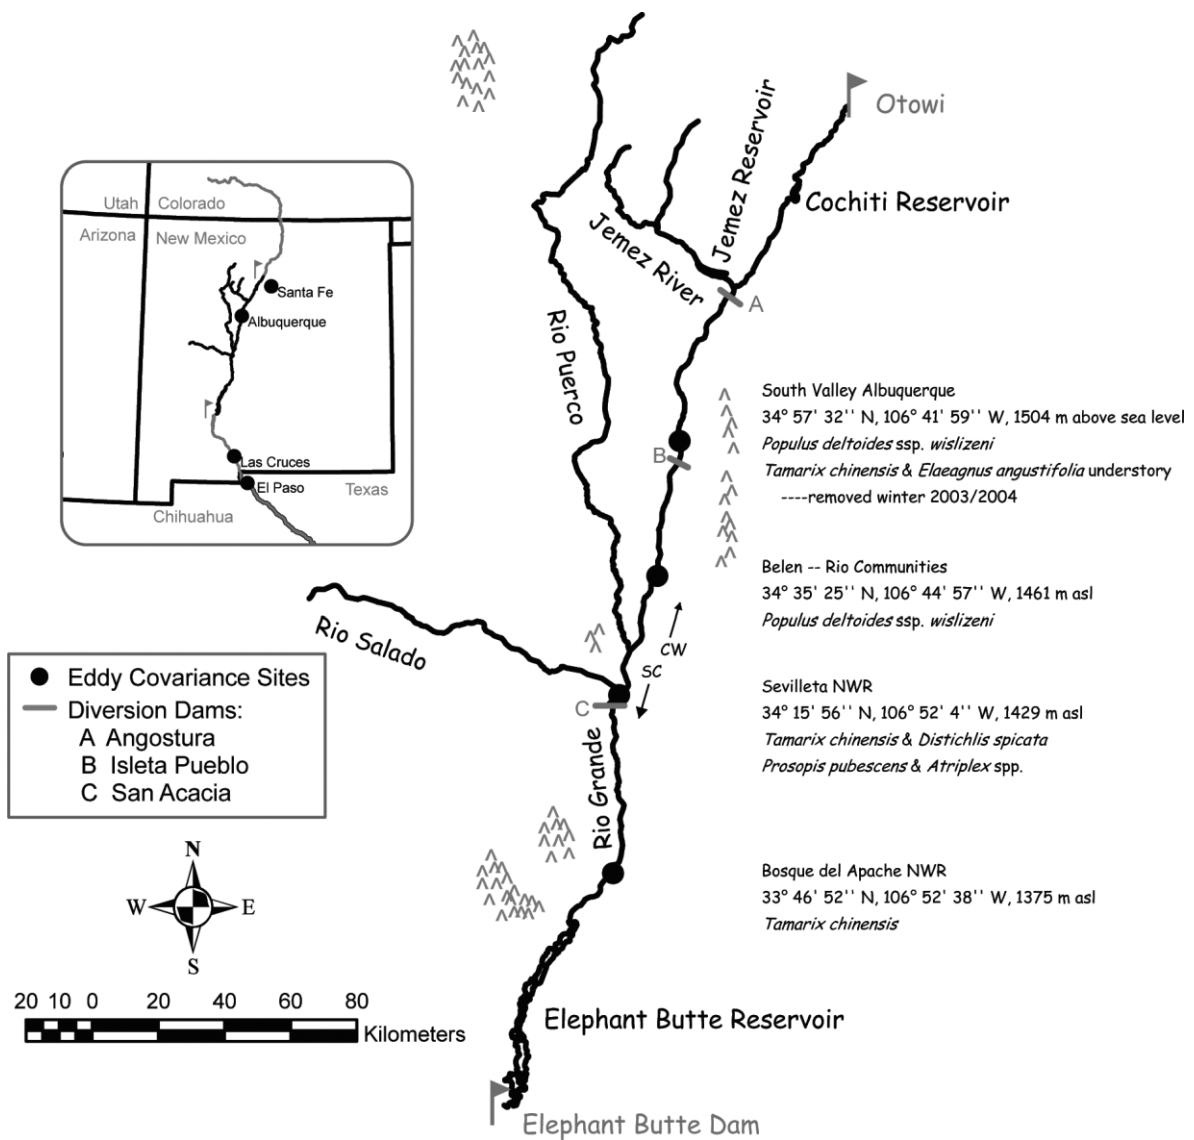 Otowi
Jemez Reservoir
Cochiti Reservoir
Jemez River
A
Rio Puerco
Utah Colorado
Arizona New Mexico
Santa Fe
Albuquerque
Las Cruces
El Paso
Texas
Chihuahua
South Valley Albuquerque
34° 57' 32'' N, 106° 41' 59'' W, 1504 m above sea level
Populus deltoides ssp. wislizeni
Tamarix chinensis & Elaeagnus angustifolia understory
----removed winter 2003/2004
B
Belen -- Rio Communities
34° 35' 25'' N, 106° 44' 57'' W, 1461 m asl
Populus deltoides ssp. wislizeni
Rio Salado
CW
SC
Sevilleta NWR
34° 15' 56'' N, 106° 52' 4'' W, 1429 m asl
Tamarix chinensis & Distichlis spicata
Prosopis pubescens & Atriplex spp.
C
Eddy Covariance Sites
Diversion Dams:
A Angostura
B Isleta Pueblo
C San Acacia
Rio Grande
Bosque del Apache NWR
33° 46' 52'' N, 106° 52' 38'' W, 1375 m asl
Tamarix chinensis
N
W E
S
20 10 0 20 40 60 80
Kilometers
Elephant Butte Reservoir
Elephant Butte Dam